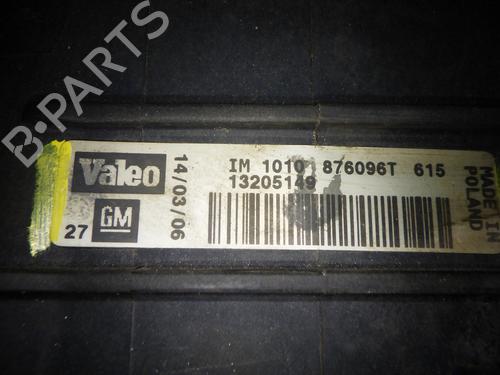 B-PARTS
Valeo
27 GM
14/03/06
IM 1010 876096T 615
13205149
MADE IN
POLAND